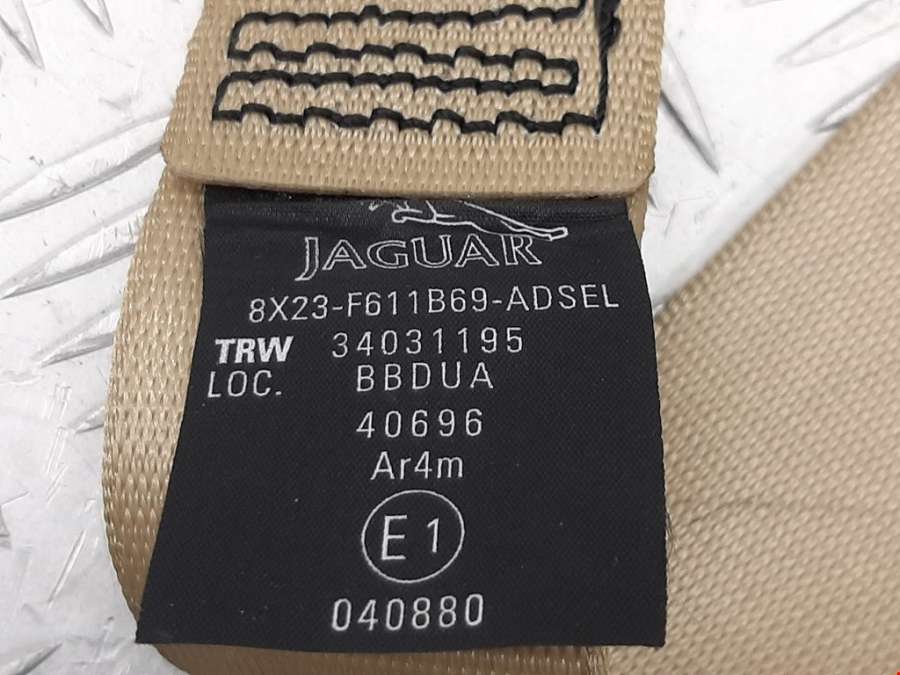 JAGUAR
8X23-F611B69-ADSEL
TRW 34031195
LOC. BBDUA
40696
Ar4m
E1
040880